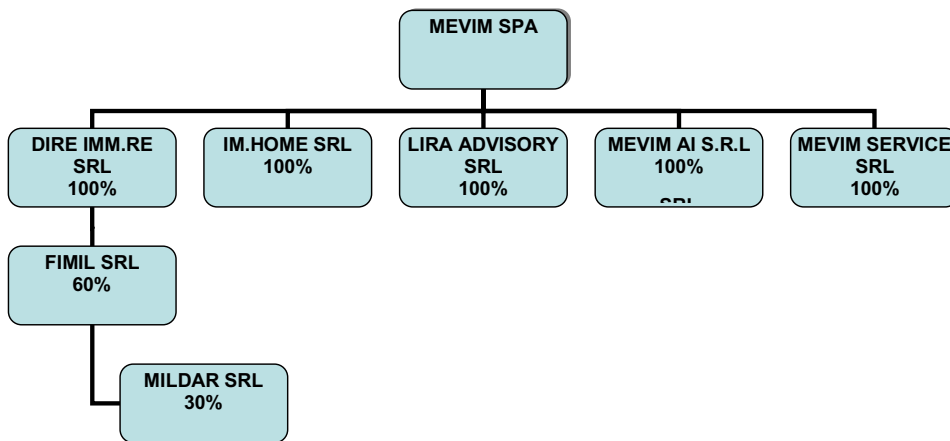 MEVIM SPA
DIRE IMM.RE
SRL
100%
IM.HOME SRL
100%
LIRA ADVISORY
SRL
100%
MEVIM AI S.R.L
100%
SRL
MEVIM SERVICE
SRL
100%
FIMIL SRL
60%
MILDAR SRL
30%